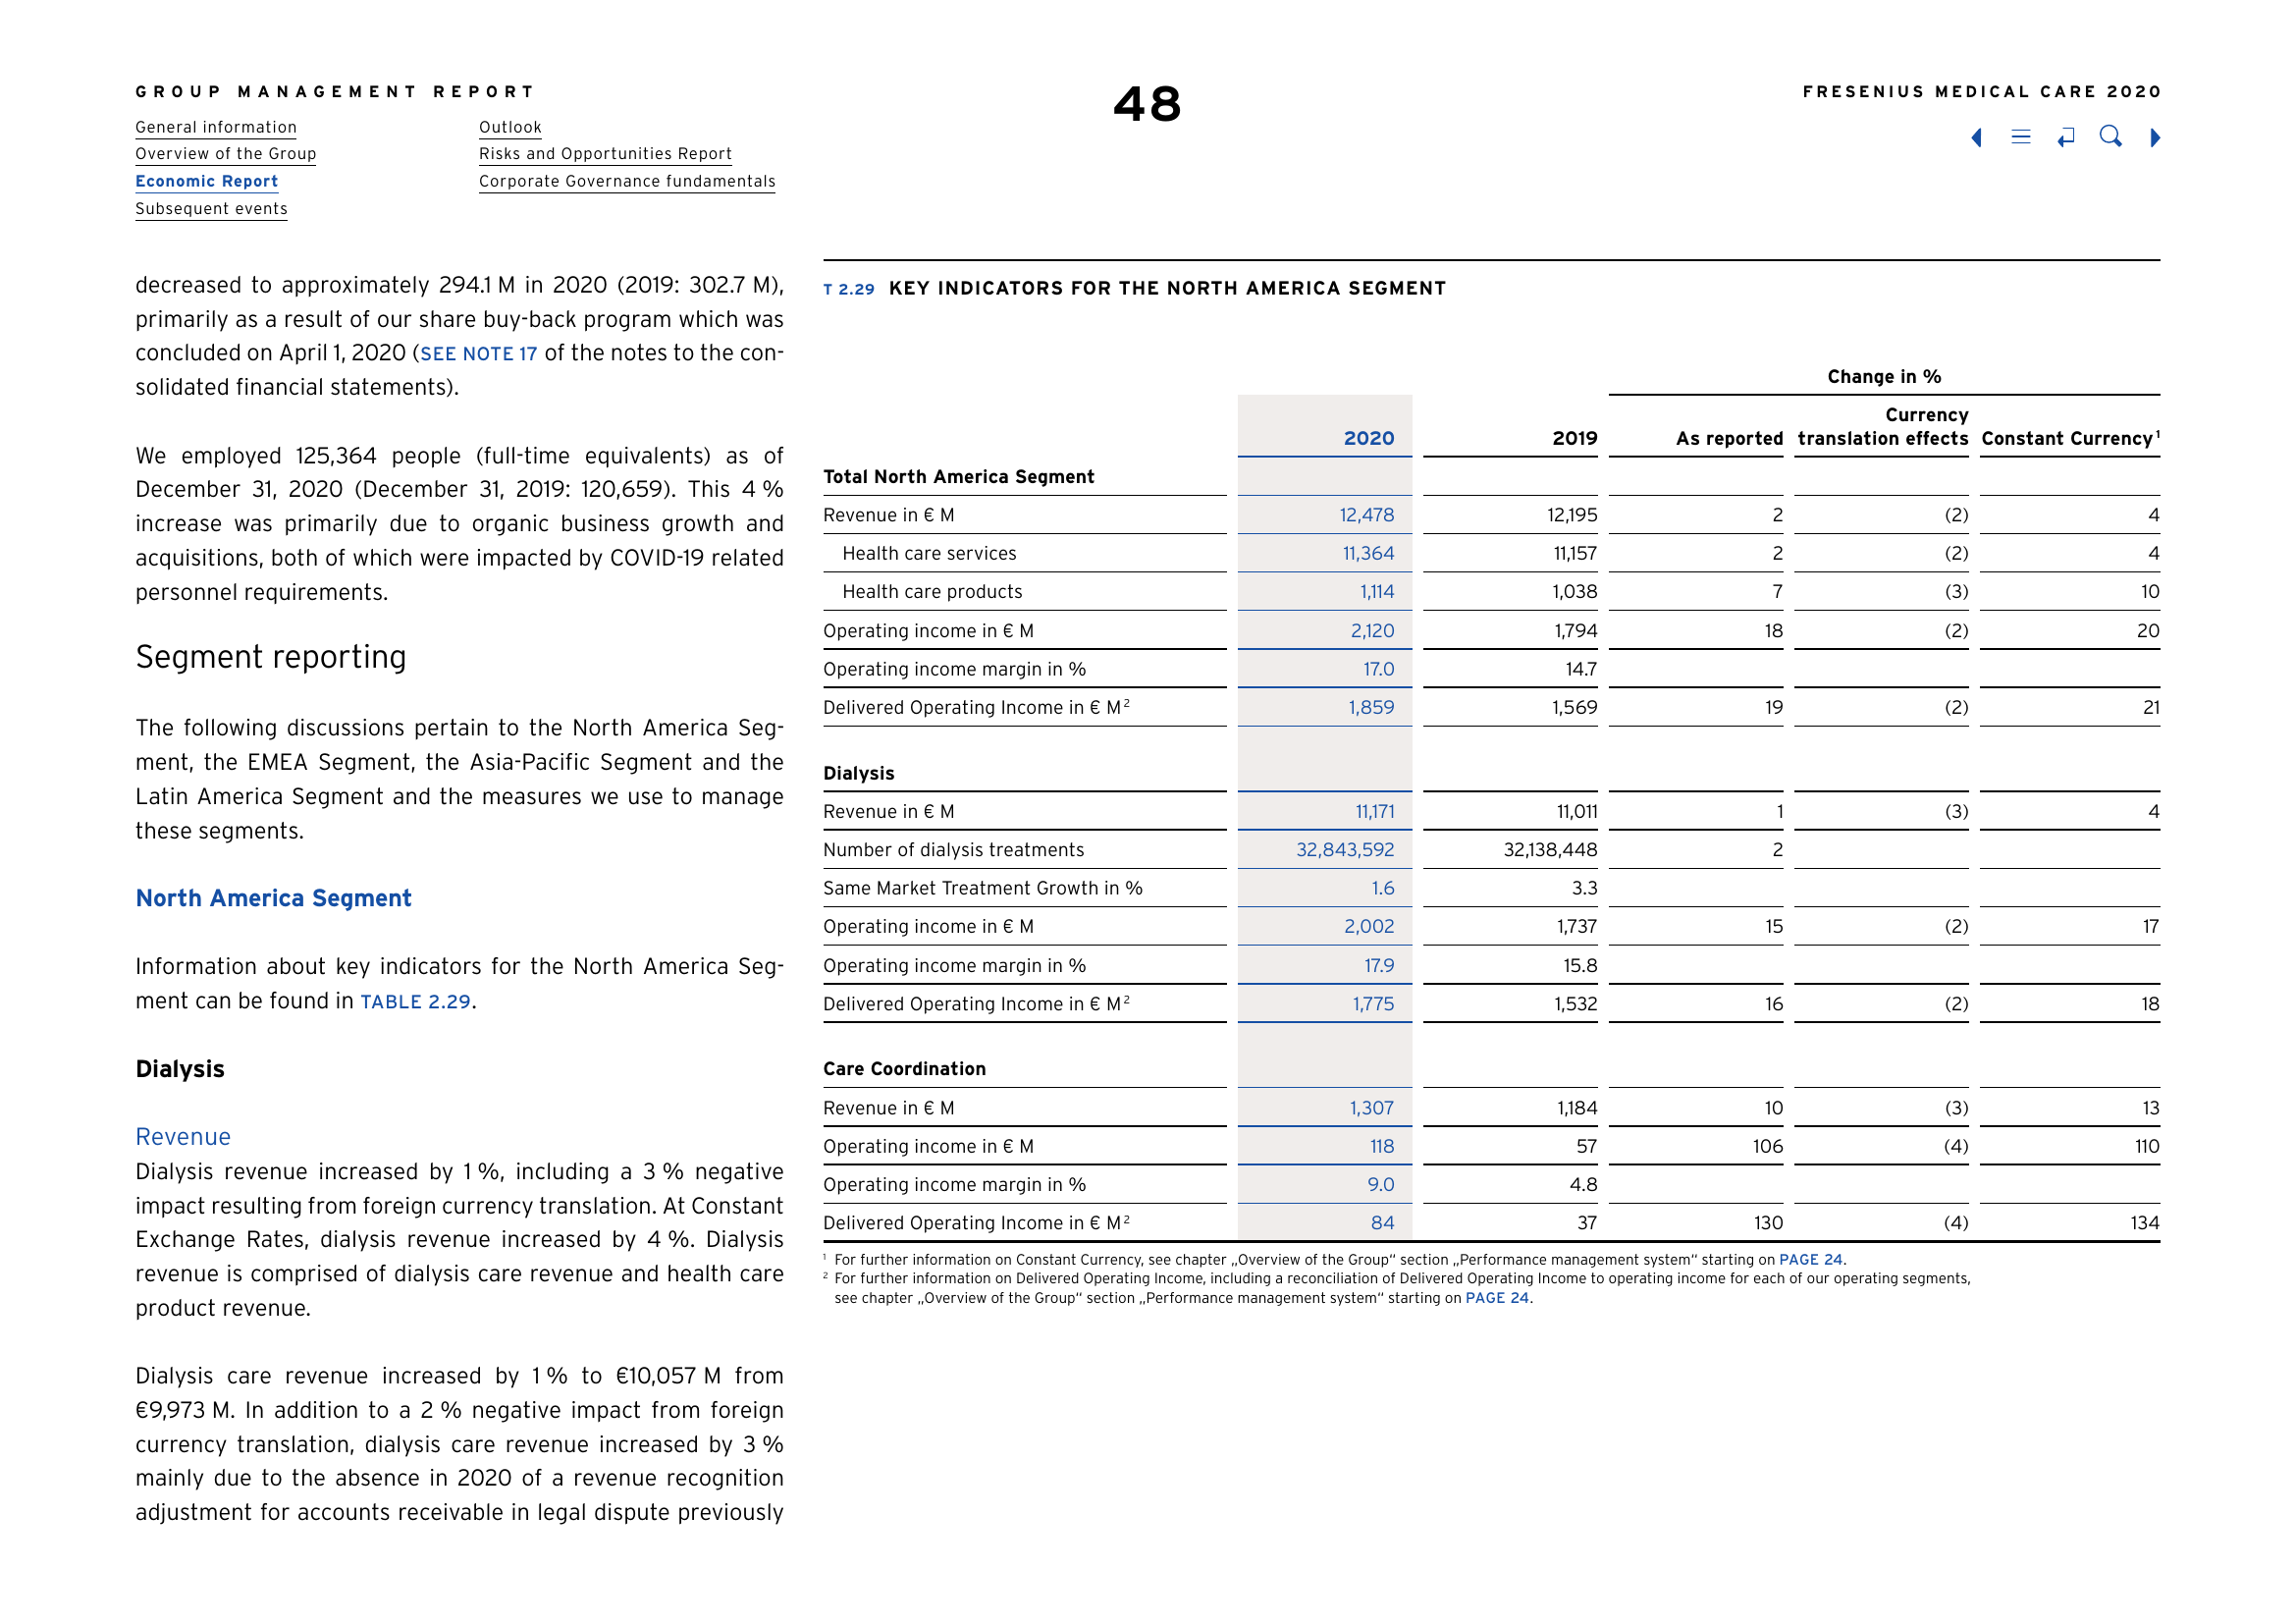 GROUP MANAGEMENT REPORT
General information
Overview of the Group
Economic Report
Subsequent events
Outlook
Risks and Opportunities Report
Corporate Governance fundamentals
48
FRESENIUS MEDICAL CARE 2020
decreased to approximately 294.1 M in 2020 (2019: 302.7 M),
primarily as a result of our share buy-back program which was
concluded on April 1, 2020 (SEE NOTE 17 of the notes to the con-
solidated financial statements).
We employed 125,364 people (full-time equivalents) as of
December 31, 2020 (December 31, 2019: 120,659). This 4 %
increase was primarily due to organic business growth and
acquisitions, both of which were impacted by COVID-19 related
personnel requirements.
Segment reporting
The following discussions pertain to the North America Seg-
ment, the EMEA Segment, the Asia-Pacific Segment and the
Latin America Segment and the measures we use to manage
these segments.
North America Segment
Information about key indicators for the North America Seg-
ment can be found in TABLE 2.29.
Dialysis
Revenue
Dialysis revenue increased by 1 %, including a 3 % negative
impact resulting from foreign currency translation. At Constant
Exchange Rates, dialysis revenue increased by 4 %. Dialysis
revenue is comprised of dialysis care revenue and health care
product revenue.
Dialysis care revenue increased by 1 % to €10,057 M from
€9,973 M. In addition to a 2 % negative impact from foreign
currency translation, dialysis care revenue increased by 3 %
mainly due to the absence in 2020 of a revenue recognition
adjustment for accounts receivable in legal dispute previously
T 2.29 KEY INDICATORS FOR THE NORTH AMERICA SEGMENT
Change in %
2020 2019 As reported Currency translation effects Constant Currency¹
Total North America Segment
Revenue in € M 12,478 12,195 2 (2) 4
Health care services 11,364 11,157 2 (2) 4
Health care products 1,114 1,038 7 (3) 10
Operating income in € M 2,120 1,794 18 (2) 20
Operating income margin in % 17.0 14.7
Delivered Operating Income in € M² 1,859 1,569 19 (2) 21
Dialysis
Revenue in € M 11,171 11,011 1 (3) 4
Number of dialysis treatments 32,843,592 32,138,448 2
Same Market Treatment Growth in % 1.6 3.3
Operating income in € M 2,002 1,737 15 (2) 17
Operating income margin in % 17.9 15.8
Delivered Operating Income in € M² 1,775 1,532 16 (2) 18
Care Coordination
Revenue in € M 1,307 1,184 10 (3) 13
Operating income in € M 118 57 106 (4) 110
Operating income margin in % 9.0 4.8
Delivered Operating Income in € M² 84 37 130 (4) 134
¹ For further information on Constant Currency, see chapter „Overview of the Group“ section „Performance management system“ starting on PAGE 24.
² For further information on Delivered Operating Income, including a reconciliation of Delivered Operating Income to operating income for each of our operating segments,
see chapter „Overview of the Group“ section „Performance management system“ starting on PAGE 24.